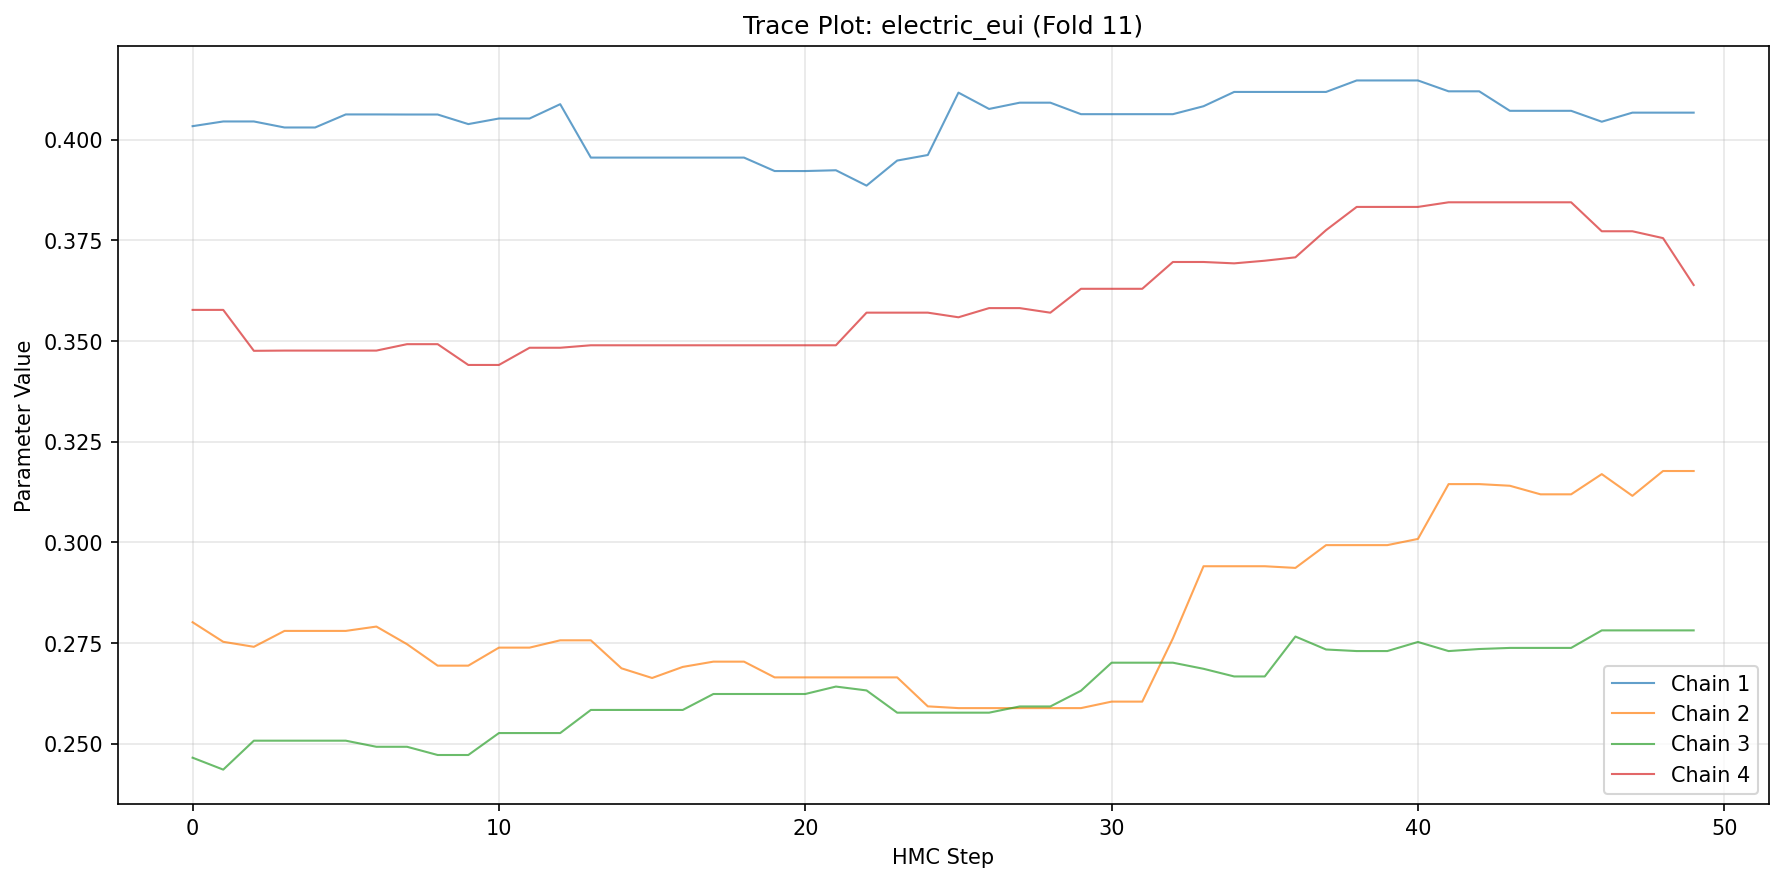 Trace Plot: electric_eui (Fold 11)
Parameter Value
0.400
0.375
0.350
0.325
0.300
0.275
0.250
0 10 20 30 40 50
HMC Step
Chain 1
Chain 2
Chain 3
Chain 4